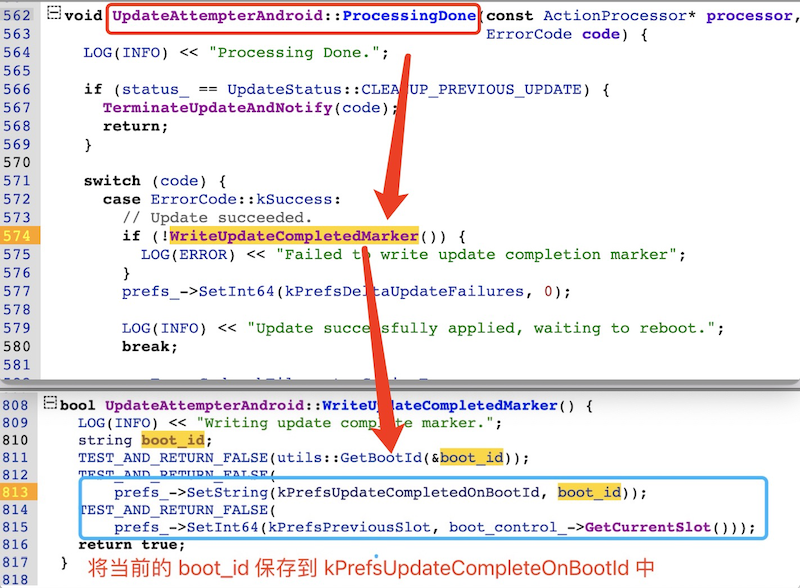 562 void UpdateAttempterAndroid::ProcessingDone(const ActionProcessor* processor,
563 ErrorCode code) {
564 LOG(INFO) << "Processing Done.";
565
566 if (status_ == UpdateStatus::CLEANUP_PREVIOUS_UPDATE) {
567 TerminateUpdateAndNotify(code);
568 return;
569 }
570
571 switch (code) {
572 case ErrorCode::kSuccess:
573 // Update succeeded.
574 if (!WriteUpdateCompletedMarker()) {
575 LOG(ERROR) << "Failed to write update completion marker";
576 }
577 prefs_->SetInt64(kPrefsDeltaUpdateFailures, 0);
578
579 LOG(INFO) << "Update successfully applied, waiting to reboot.";
580 break;
581
808 bool UpdateAttempterAndroid::WriteUpdateCompletedMarker() {
809 LOG(INFO) << "Writing update complete marker.";
810 string boot_id;
811 TEST_AND_RETURN_FALSE(utils::GetBootId(&boot_id));
812 TEST_AND_RETURN_FALSE(
813 prefs_->SetString(kPrefsUpdateCompletedOnBootId, boot_id));
814 TEST_AND_RETURN_FALSE(
815 prefs_->SetInt64(kPrefsPreviousSlot, boot_control_->GetCurrentSlot()));
816 return true;
817 }
将当前的 boot_id 保存到 kPrefsUpdateCompleteOnBootId 中
818